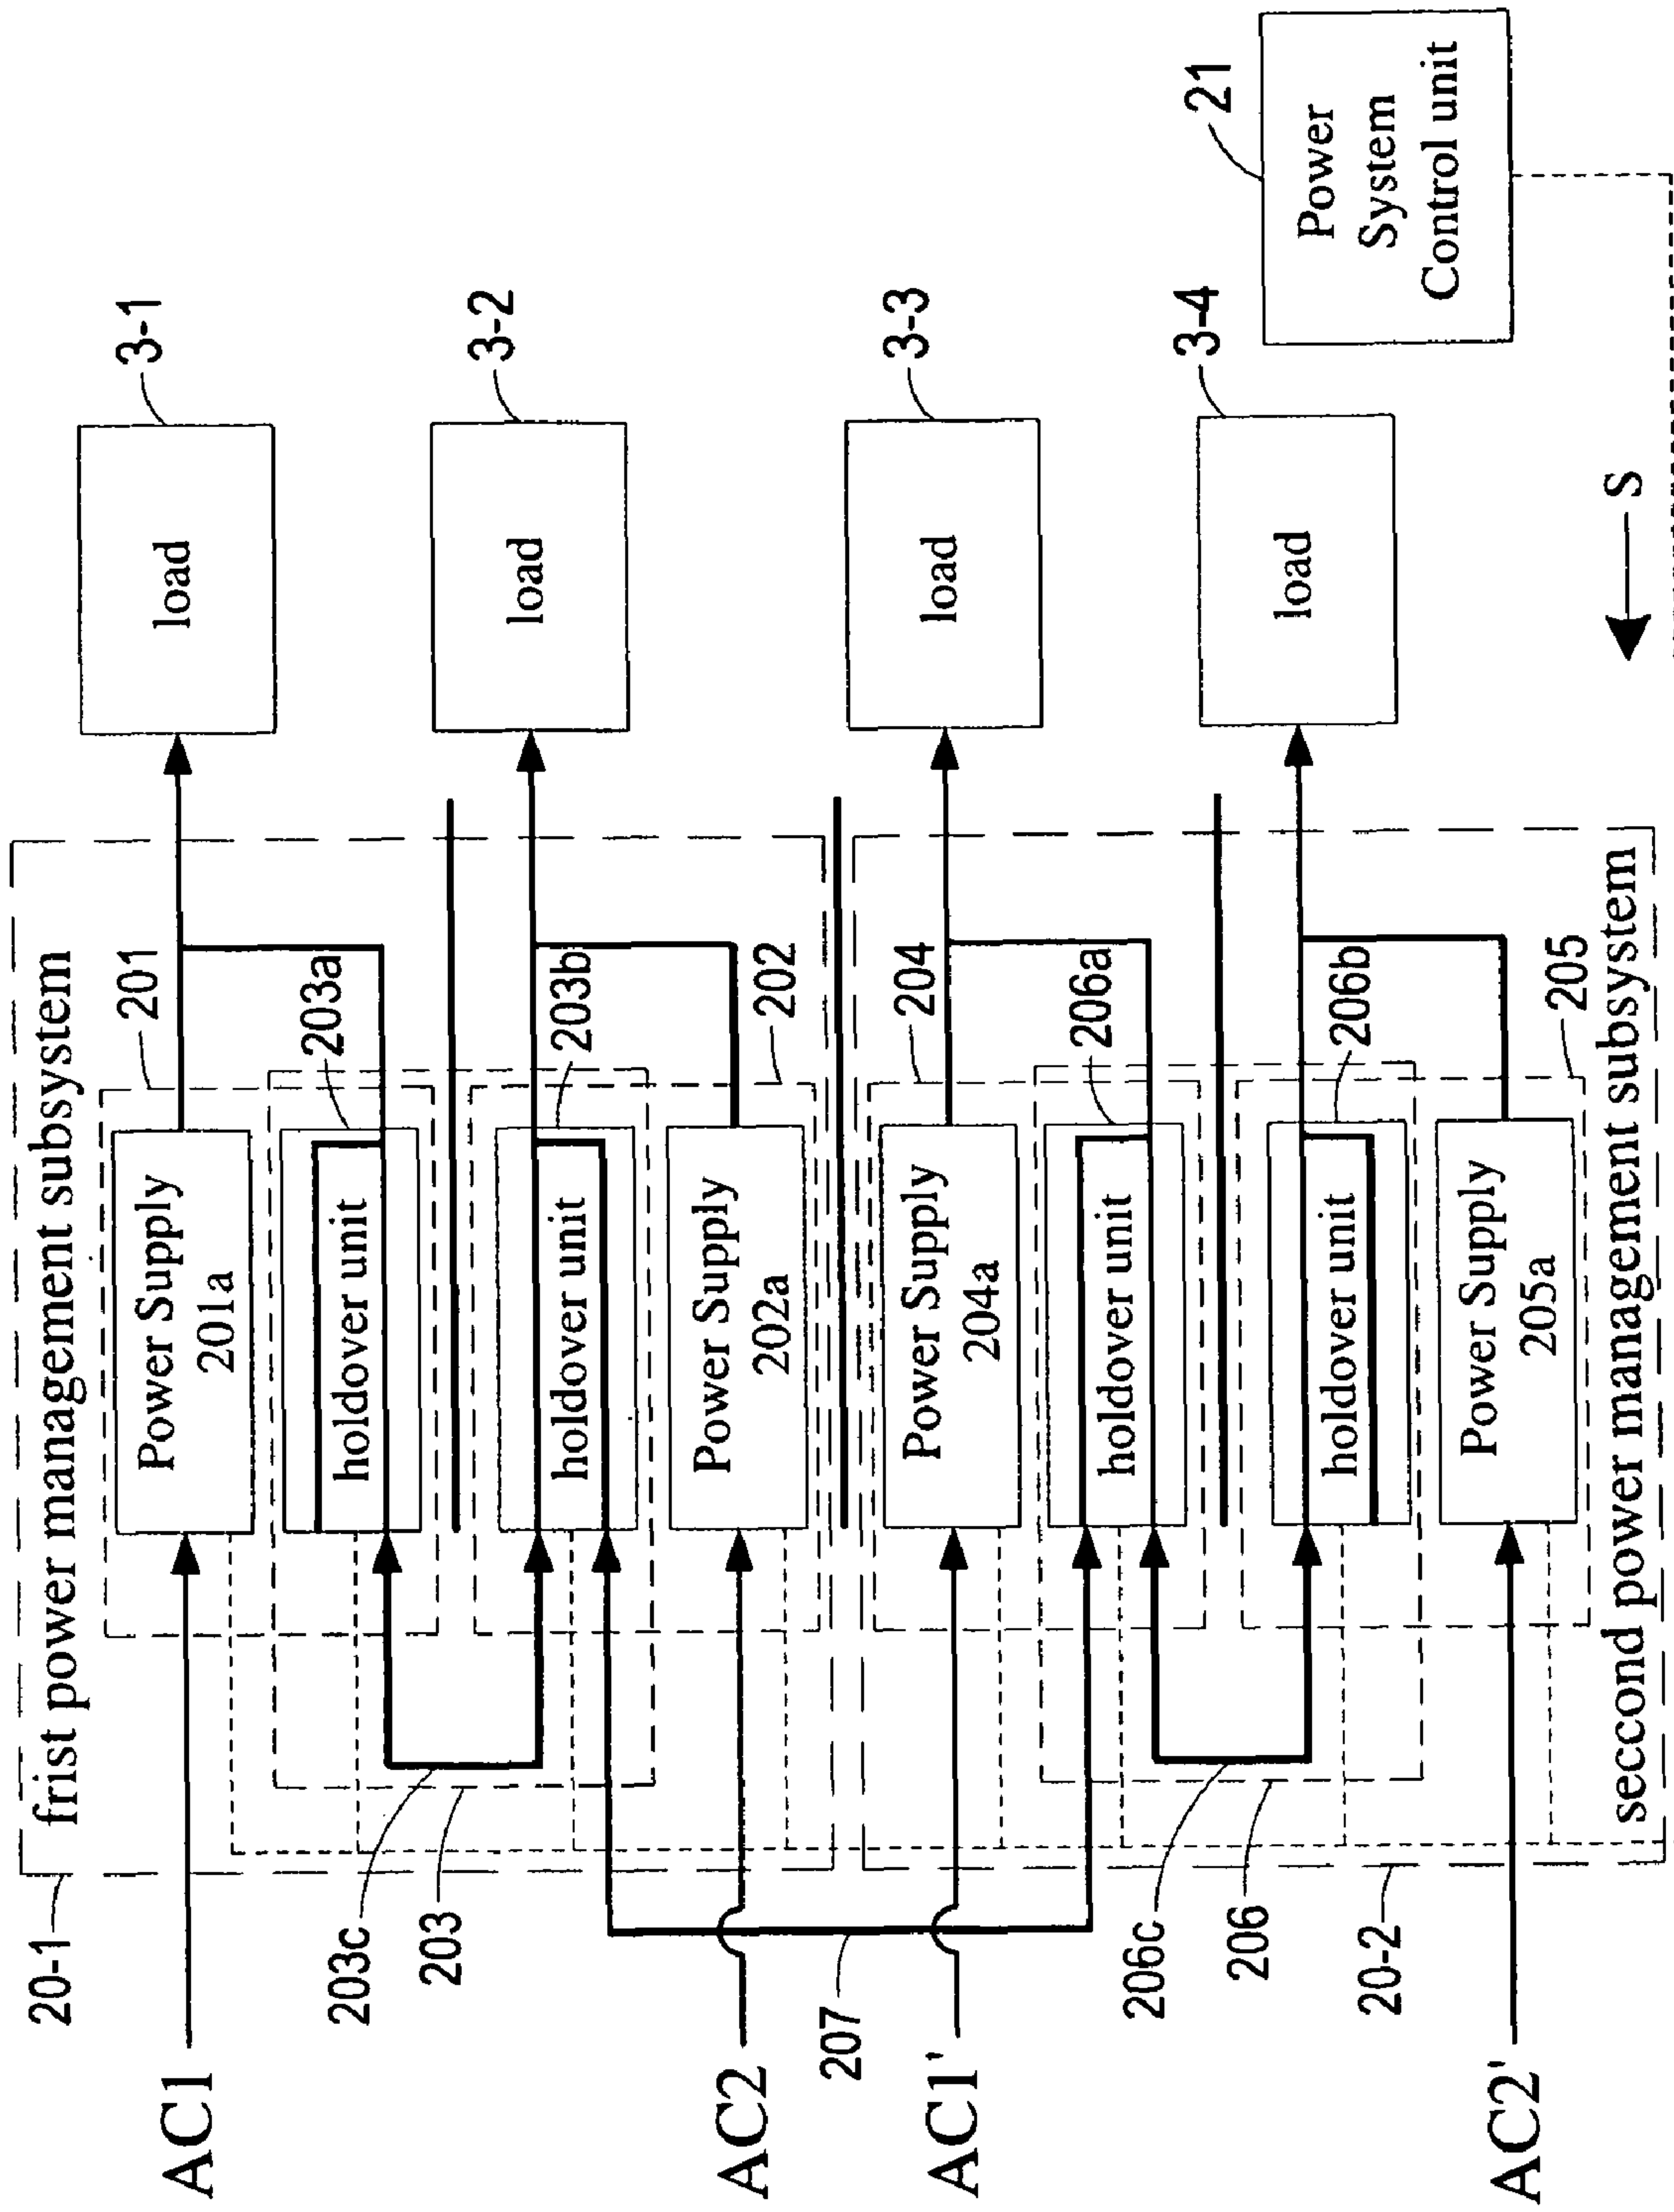 20-1
frist power management subsystem
AC1
Power Supply
201a
201
load
3-1
203a
holdover unit
203c
203
holdover unit
203b
load
3-2
AC2
Power Supply
202a
202
207
AC1'
Power Supply
204a
204
load
3-3
206a
holdover unit
206c
206
holdover unit
206b
load
3-4
20-2
AC2'
Power Supply
205a
205
seccond power management subsystem
S
21
Power
System
Control unit